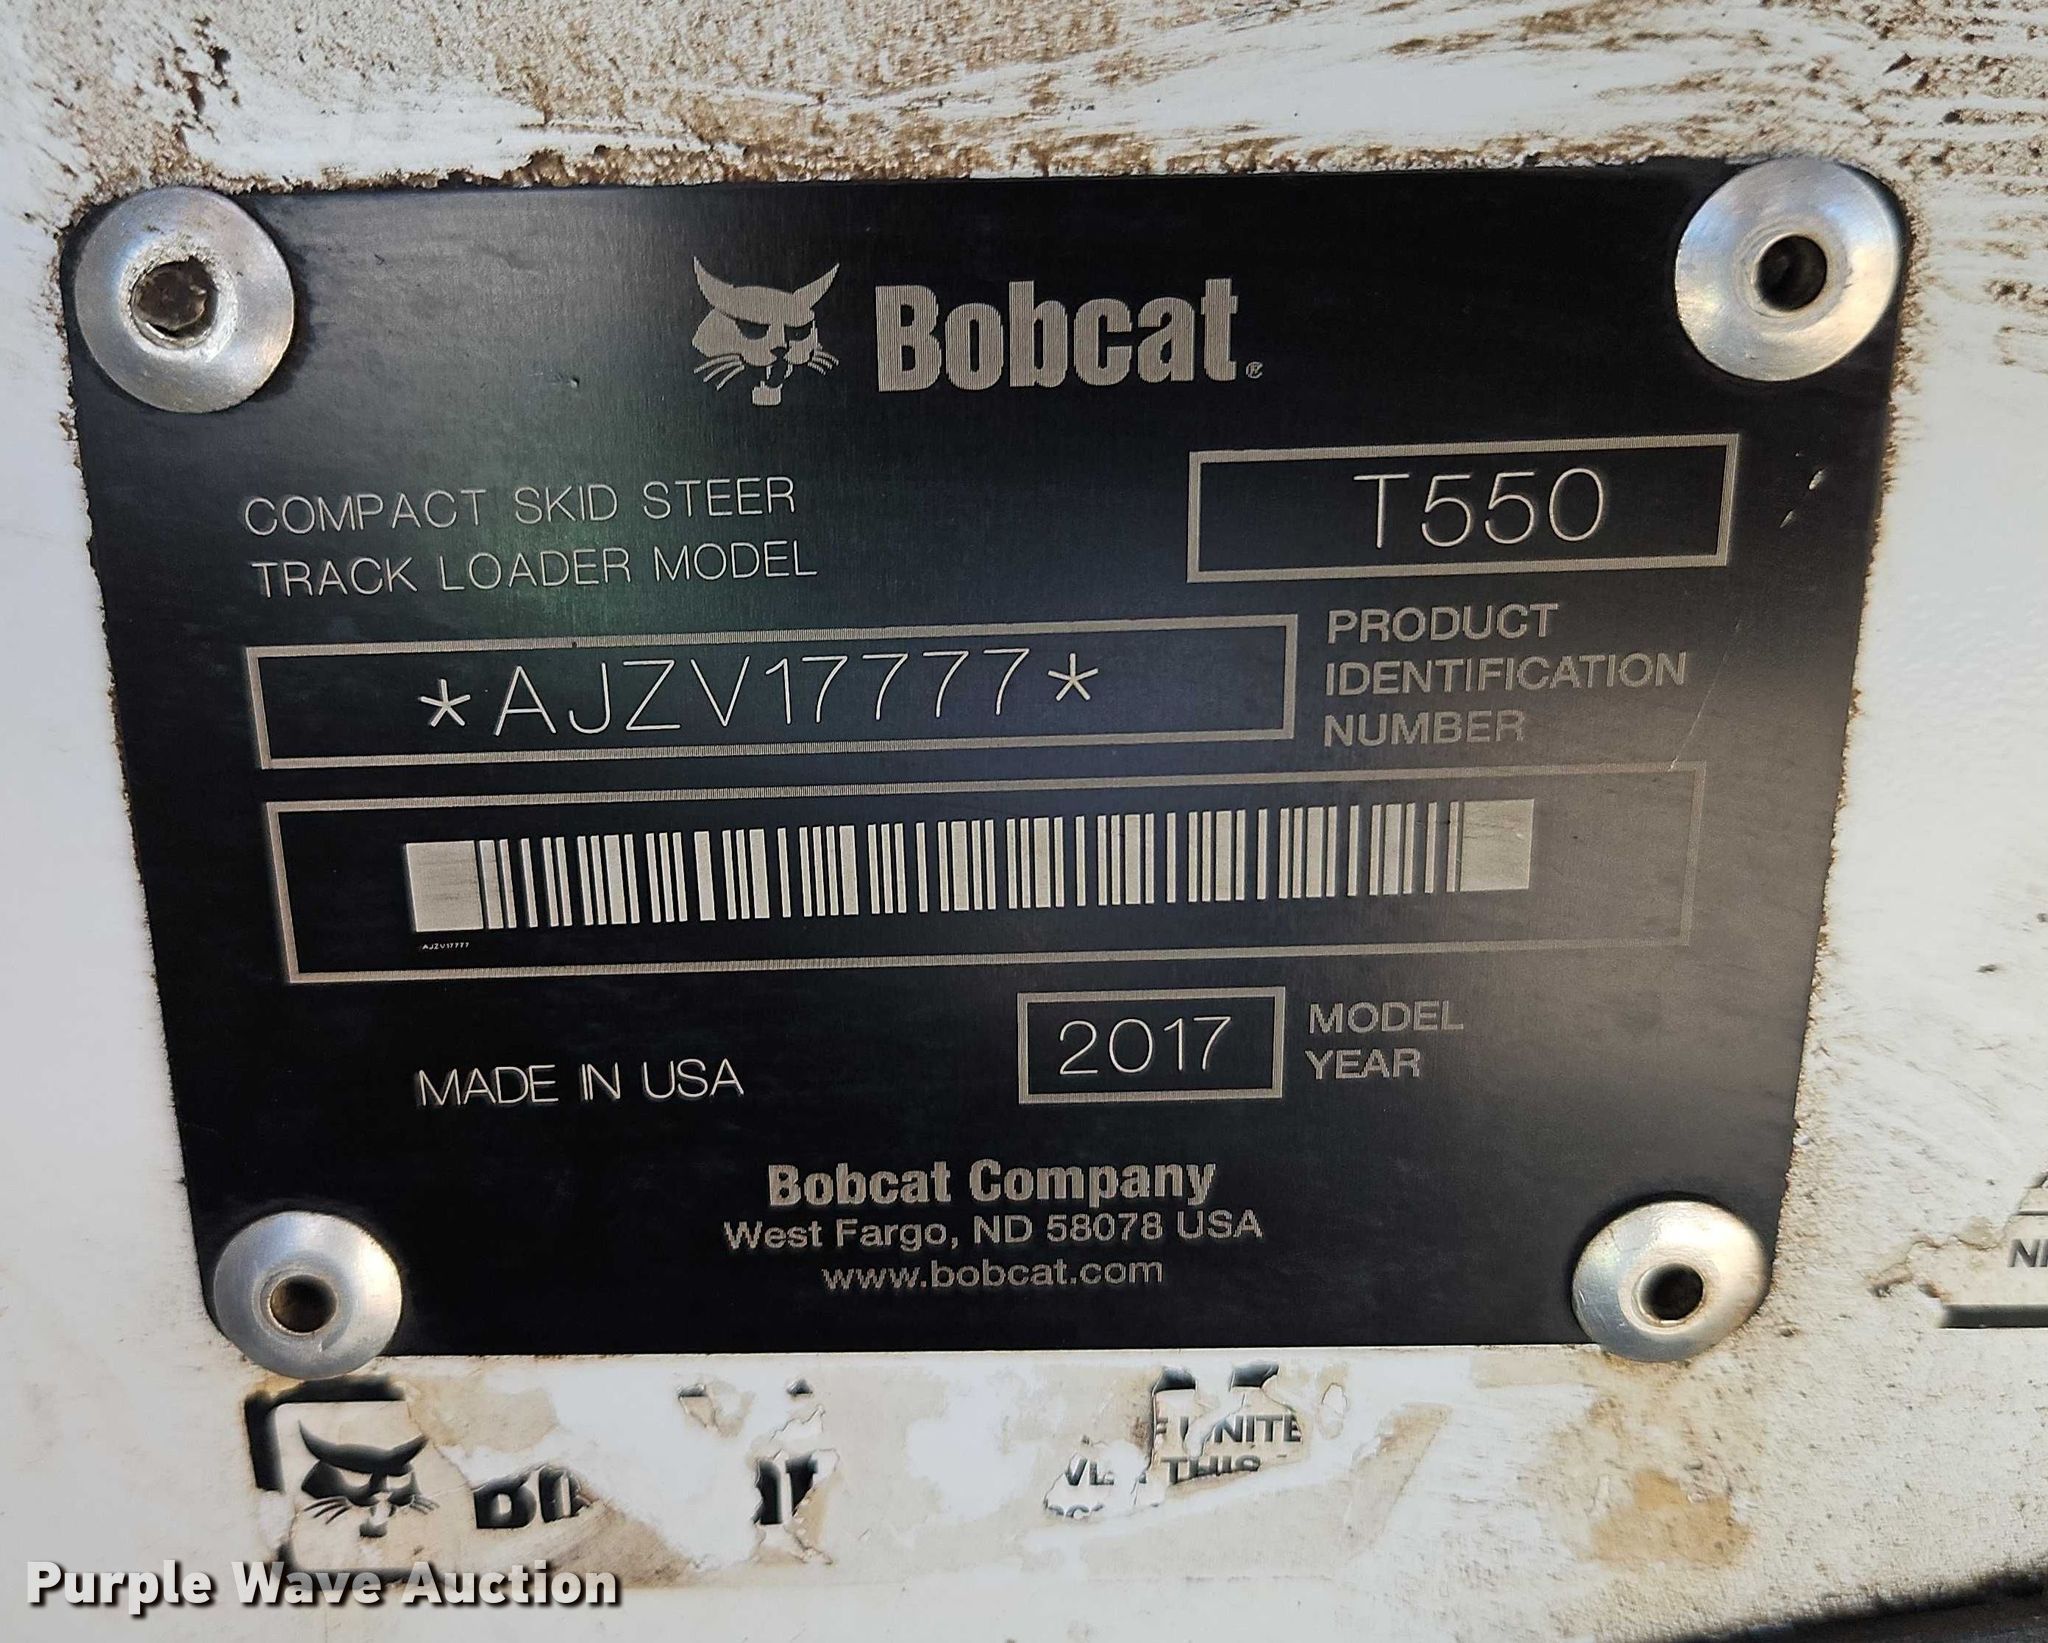 Bobcat®
COMPACT SKID STEER
TRACK LOADER MODEL
T550
*AJZV17777*
PRODUCT
IDENTIFICATION
NUMBER
AJZV17777
MADE IN USA
2017
MODEL
YEAR
Bobcat Company
West Fargo, ND 58078 USA
www.bobcat.com
THIS
Purple Wave Auction